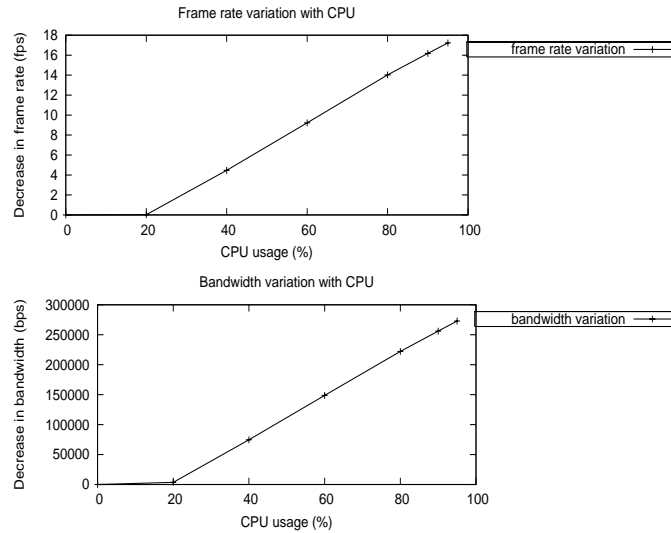 Frame rate variation with CPU
Decrease in frame rate (fps)
18
16
14
12
10
8
6
4
2
0
0 20 40 60 80 100
CPU usage (%)
frame rate variation
Bandwidth variation with CPU
Decrease in bandwidth (bps)
300000
250000
200000
150000
100000
50000
0
0 20 40 60 80 100
CPU usage (%)
bandwidth variation